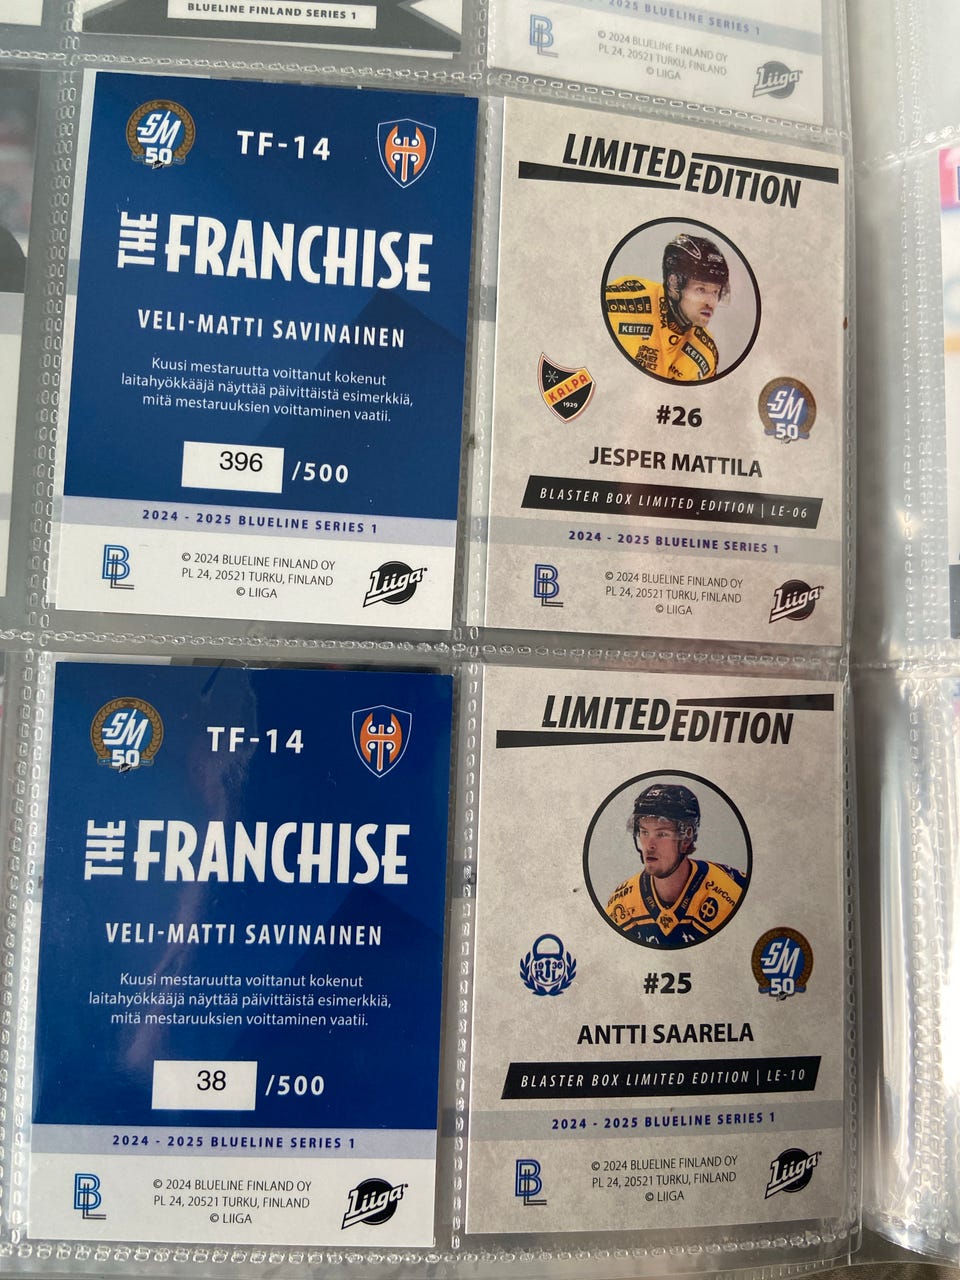 BLUELINE FINLAND SERIES 1
2025 BLUELINE SERIES 1
© 2024 BLUELINE FINLAND OY
PL 24, 20521 TURKU, FINLAND
© LIIGA
BL
Liiga
SM
50
TF-14
THE FRANCHISE
VELI-MATTI SAVINAINEN
Kuusi mestaruutta voittanut kokenut
laitahyökkääjä näyttää päivittäistä esimerkkiä,
mitä mestaruuksien voittaminen vaatii.
396 /500
2024 - 2025 BLUELINE SERIES 1
BL
© 2024 BLUELINE FINLAND OY
PL 24, 20521 TURKU, FINLAND
© LIIGA
Liiga
LIMITED EDITION
KEITELE
KEITELE
KALPA
1929
#26
SM
50
JESPER MATTILA
BLASTER BOX LIMITED EDITION | LE-06
2024 - 2025 BLUELINE SERIES 1
BL
© 2024 BLUELINE FINLAND OY
PL 24, 20521 TURKU, FINLAND
© LIIGA
Liiga
SM
50
TF-14
THE FRANCHISE
VELI-MATTI SAVINAINEN
Kuusi mestaruutta voittanut kokenut
laitahyökkääjä näyttää päivittäistä esimerkkiä,
mitä mestaruuksien voittaminen vaatii.
38 /500
2024 - 2025 BLUELINE SERIES 1
BL
© 2024 BLUELINE FINLAND OY
PL 24, 20521 TURKU, FINLAND
© LIIGA
Liiga
LIMITED EDITION
AirCon
1936
RL
#25
SM
50
ANTTI SAARELA
BLASTER BOX LIMITED EDITION | LE-10
2024 - 2025 BLUELINE SERIES 1
BL
© 2024 BLUELINE FINLAND OY
PL 24, 20521 TURKU, FINLAND
© LIIGA
Liiga